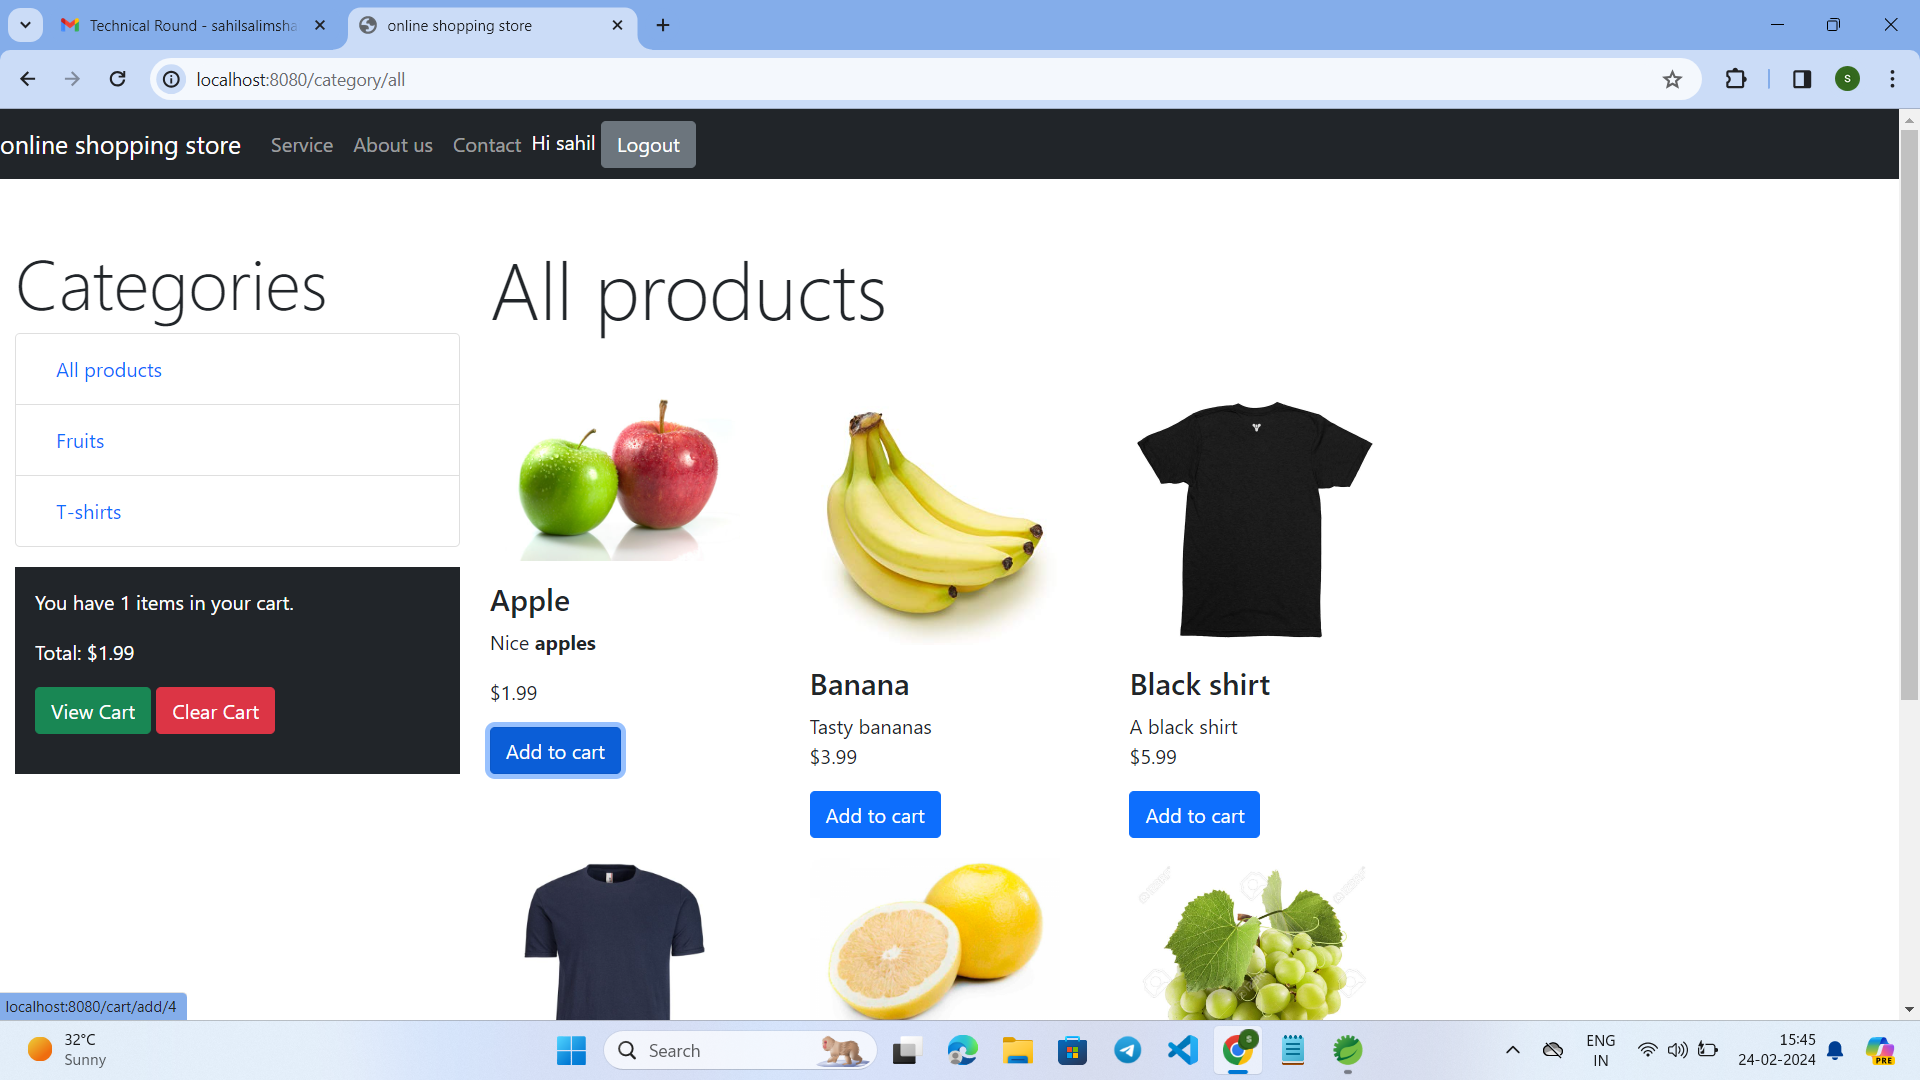 Technical Round - sahilsalimsha
online shopping store
localhost:8080/category/all
S
online shopping store
Service
About us
Contact
Hi sahil
Logout
Categories
All products
Fruits
T-shirts
You have 1 items in your cart.
Total: $1.99
View Cart
Clear Cart
All products
Apple
Nice apples
$1.99
Add to cart
Banana
Tasty bananas
$3.99
Add to cart
Black shirt
A black shirt
$5.99
Add to cart
localhost:8080/cart/add/4
32°C
Sunny
Search
S
ENG
IN
15:45
24-02-2024
PRE